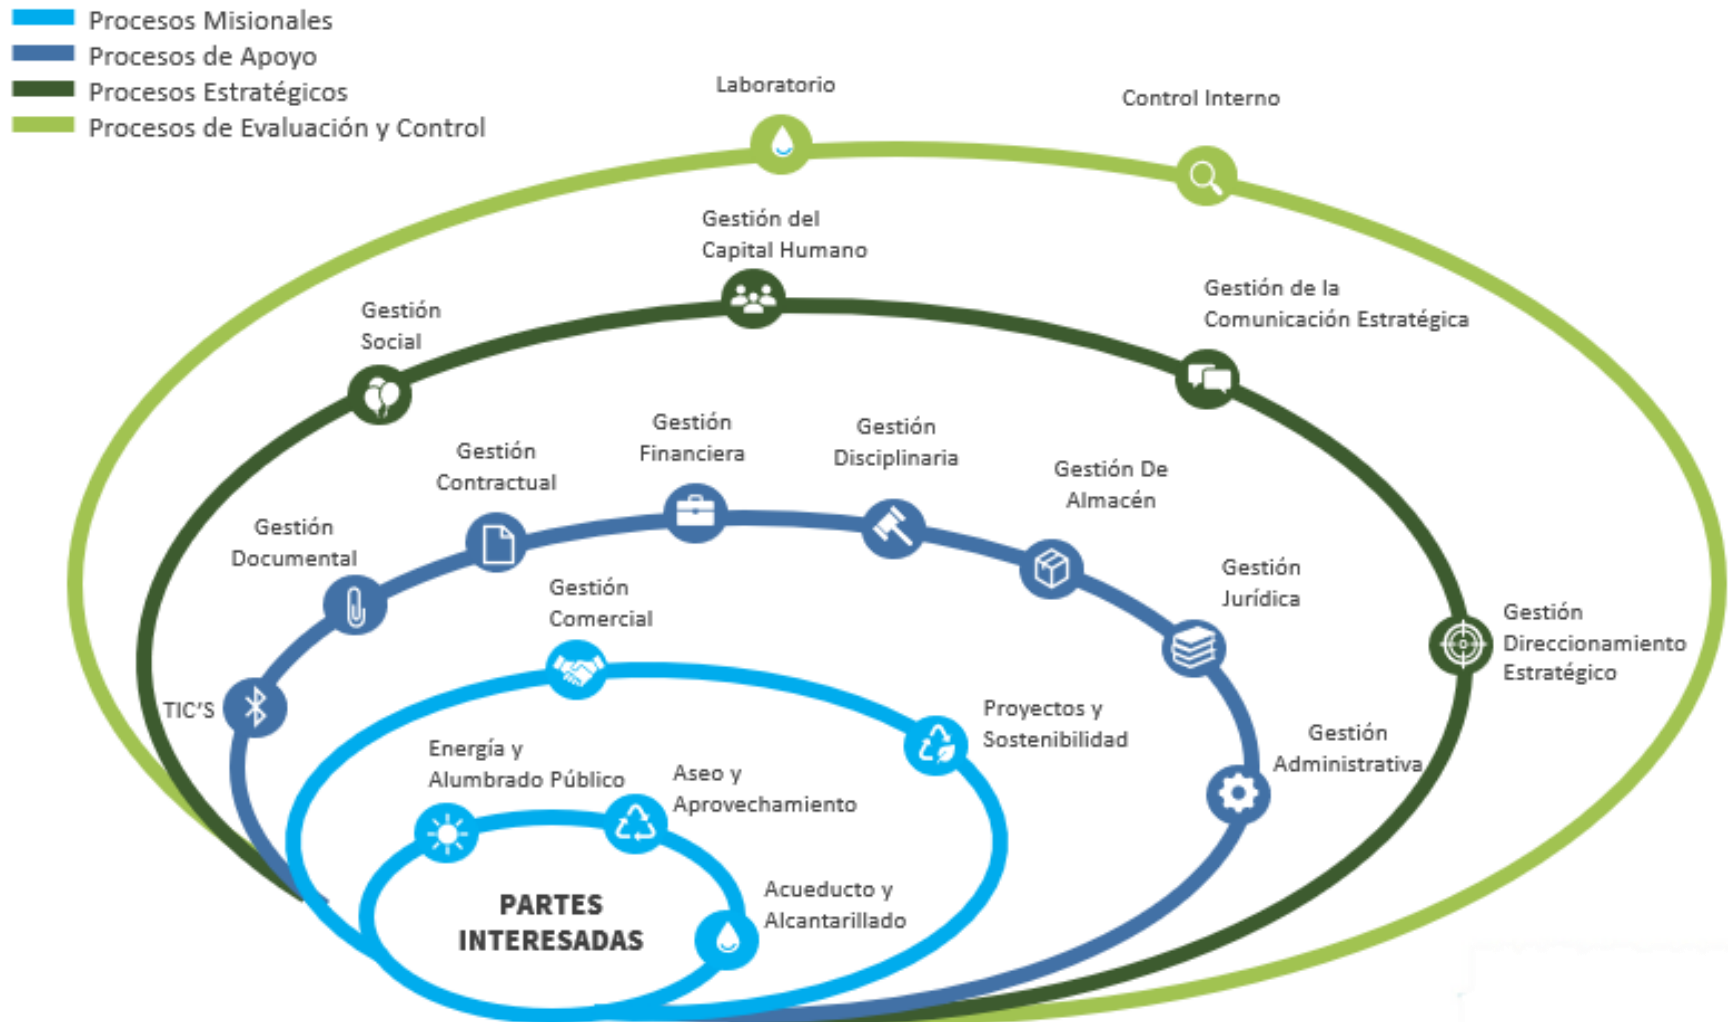 Procesos Misionales
Procesos de Apoyo
Procesos Estratégicos
Procesos de Evaluación y Control
Laboratorio
Control Interno
Gestión del
Capital Humano
Gestión
Social
Gestión de la
Comunicación Estratégica
Gestión
Direccionamiento
Estratégico
TIC'S
Gestión
Documental
Gestión
Contractual
Gestión
Financiera
Gestión
Disciplinaria
Gestión De
Almacén
Gestión
Jurídica
Gestión
Administrativa
Gestión
Comercial
Proyectos y
Sostenibilidad
Energía y
Alumbrado Público
Aseo y
Aprovechamiento
Acueducto y
Alcantarillado
PARTES
INTERESADAS